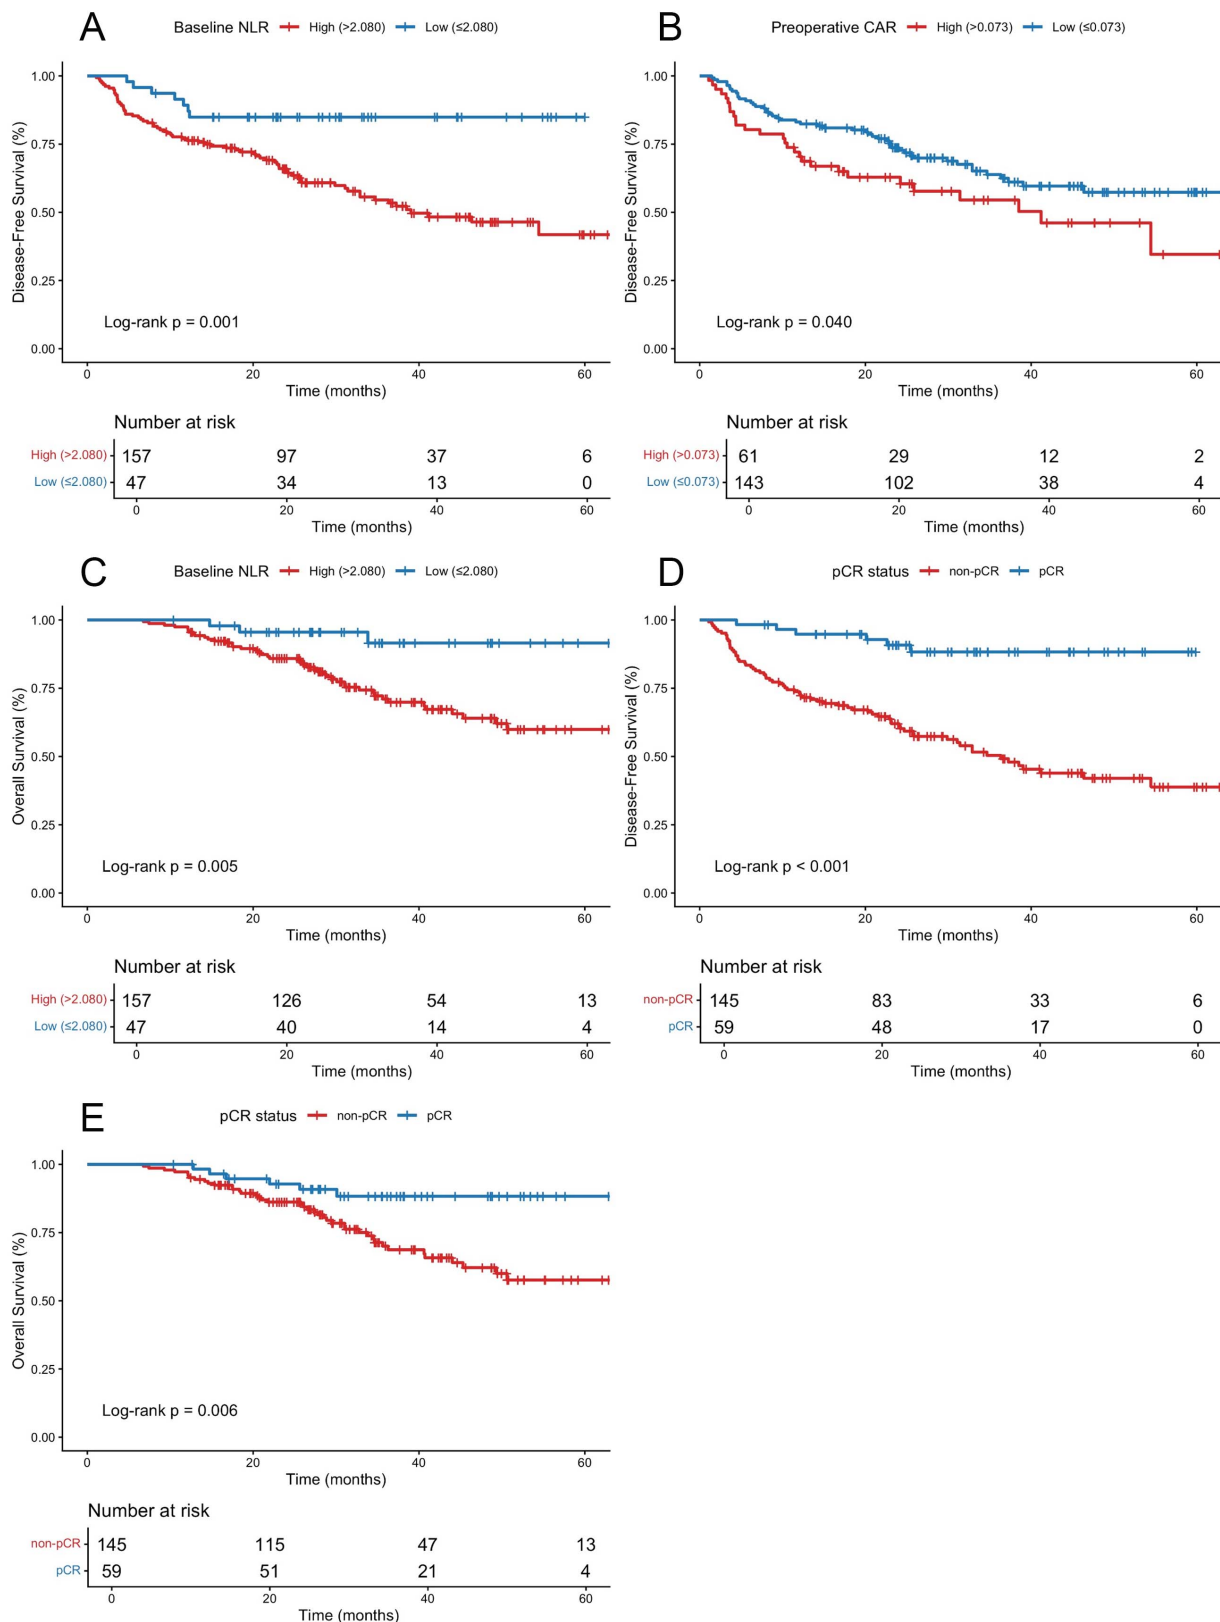 A
Baseline NLR High (>2.080) Low (≤2.080)
Disease-Free Survival (%)
1.00
0.75
0.50
0.25
0.00
Log-rank p = 0.001
0 20 40 60
Time (months)
Number at risk
High (>2.080) 157 97 37 6
Low (≤2.080) 47 34 13 0
0 20 40 60
Time (months)
B
Preoperative CAR High (>0.073) Low (≤0.073)
Disease-Free Survival (%)
1.00
0.75
0.50
0.25
0.00
Log-rank p = 0.040
0 20 40 60
Time (months)
Number at risk
High (>0.073) 61 29 12 2
Low (≤0.073) 143 102 38 4
0 20 40 60
Time (months)
C
Baseline NLR High (>2.080) Low (≤2.080)
Overall Survival (%)
1.00
0.75
0.50
0.25
0.00
Log-rank p = 0.005
0 20 40 60
Time (months)
Number at risk
High (>2.080) 157 126 54 13
Low (≤2.080) 47 40 14 4
0 20 40 60
Time (months)
D
pCR status non-pCR pCR
Disease-Free Survival (%)
1.00
0.75
0.50
0.25
0.00
Log-rank p < 0.001
0 20 40 60
Time (months)
Number at risk
non-pCR 145 83 33 6
pCR 59 48 17 0
0 20 40 60
Time (months)
E
pCR status non-pCR pCR
Overall Survival (%)
1.00
0.75
0.50
0.25
0.00
Log-rank p = 0.006
0 20 40 60
Time (months)
Number at risk
non-pCR 145 115 47 13
pCR 59 51 21 4
0 20 40 60
Time (months)